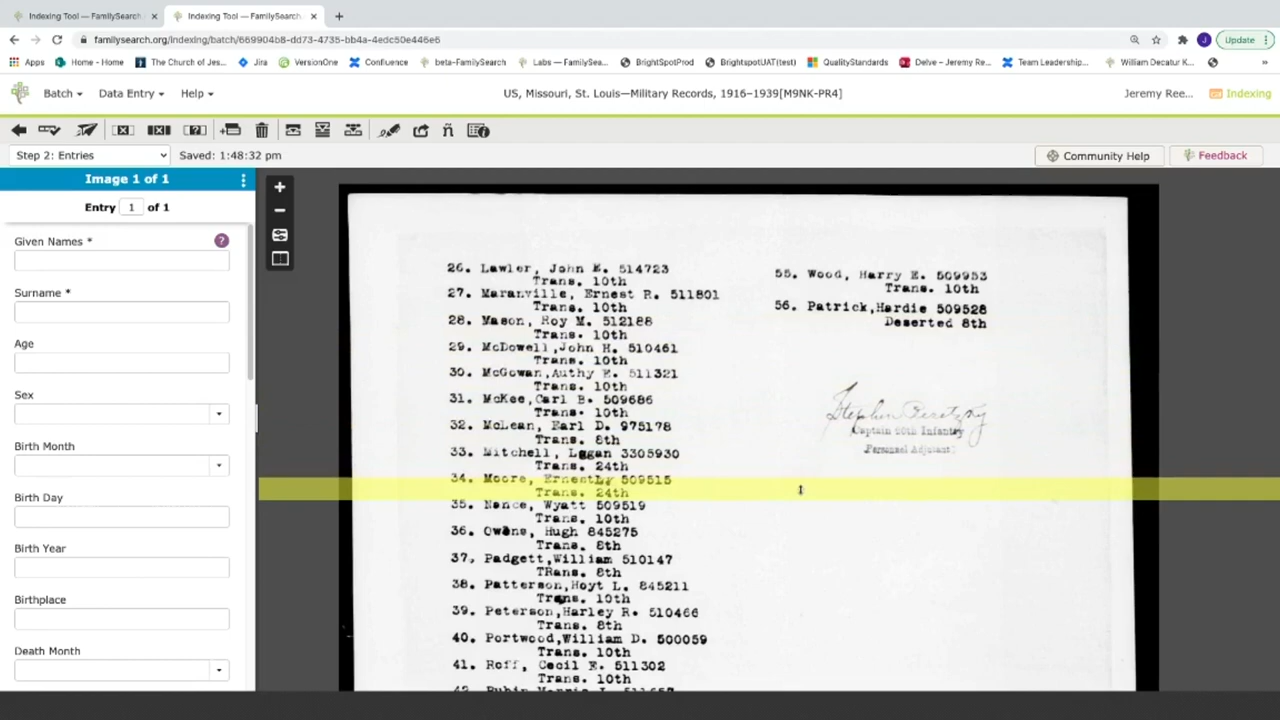 Indexing Tool — FamilySearch
Indexing Tool — FamilySearch
familysearch.org/indexing/batch/669904b8-dd73-4735-bb4a-4edc50e446e6
Update
Apps
Home - Home
The Church of Jes...
Jira
VersionOne
Confluence
beta-FamilySearch
Labs — FamilySea...
BrightSpotProd
BrightspotUAT(test)
QualityStandards
Delve – Jeremy Re...
Team Leadership...
William Decatur K...
Batch
Data Entry
Help
US, Missouri, St. Louis—Military Records, 1916–1939[M9NK-PR4]
Jeremy Ree...
Indexing
Step 2: Entries
Saved: 1:48:32 pm
Community Help
Feedback
Image 1 of 1
Entry 1 of 1
Given Names *
Surname *
Age
Sex
Birth Month
Birth Day
Birth Year
Birthplace
Death Month
26. Lawler, John E. 514723
Trans. 10th
27. Maranville, Ernest R. 511801
Trans. 10th
28. Mason, Roy M. 512188
Trans. 10th
29. McDowell,John H. 510461
Trans. 10th
30. McGowan,Authy E. 511321
Trans. 10th
31. McKee,Carl B. 509686
Trans. 10th
32. McLean, Earl D. 975178
Trans. 8th
33. Mitchell, Logan 3305930
Trans. 24th
34. Moore, Ernest 509515
Trans. 24th
35. Nence, Wyatt 509519
Trans. 10th
36. Owens, Hugh 845275
Trans. 8th
37, Padgett,William 510147
TRans. 8th
38. Patterson,Hoyt L. 845211
Trans. 10th
39. Peterson,Harley R. 510466
Trans. 8th
40. Portwood,William D. 500059
Trans. 10th
41. Roff, Cecil E. 511302
Trans. 10th
55. Wood, Harry E. 509953
Trans. 10th
56. Patrick,Hardie 509528
Deserted 8th
Stephen
Captain 60th Infantry
Personnel Adjutant